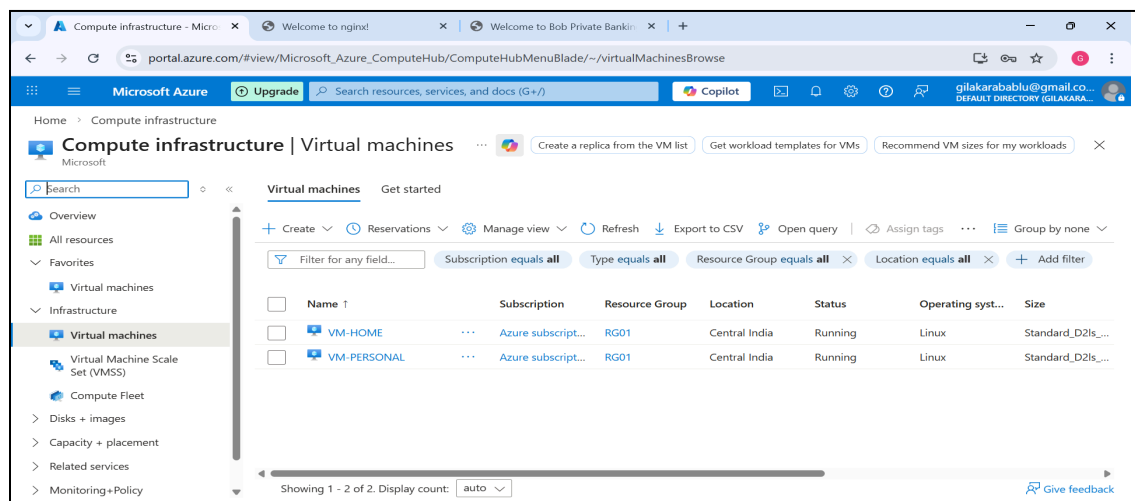 Compute infrastructure - Micro
Welcome to nginx!
Welcome to Bob Private Bankin
portal.azure.com/#view/Microsoft_Azure_ComputeHub/ComputeHubMenuBlade/~/virtualMachinesBrowse
G
Microsoft Azure
Upgrade
Search resources, services, and docs (G+/)
Copilot
gilakarabablu@gmail.co...
DEFAULT DIRECTORY (GILAKARA...
Home > Compute infrastructure
Compute infrastructure | Virtual machines
...
Create a replica from the VM list
Get workload templates for VMs
Recommend VM sizes for my workloads
Microsoft
Search
Virtual machines
Get started
Overview
All resources
Favorites
Virtual machines
Infrastructure
Virtual machines
Virtual Machine Scale
Set (VMSS)
Compute Fleet
Disks + images
Capacity + placement
Related services
Monitoring+Policy
Create
Reservations
Manage view
Refresh
Export to CSV
Open query
Assign tags
...
Group by none
Filter for any field...
Subscription equals all
Type equals all
Resource Group equals all
Location equals all
Add filter
Name ↑ Subscription Resource Group Location Status Operating syst... Size
VM-HOME ... Azure subscript... RG01 Central India Running Linux Standard_D2ls_...
VM-PERSONAL ... Azure subscript... RG01 Central India Running Linux Standard_D2ls_...
Showing 1 - 2 of 2. Display count: auto
Give feedback